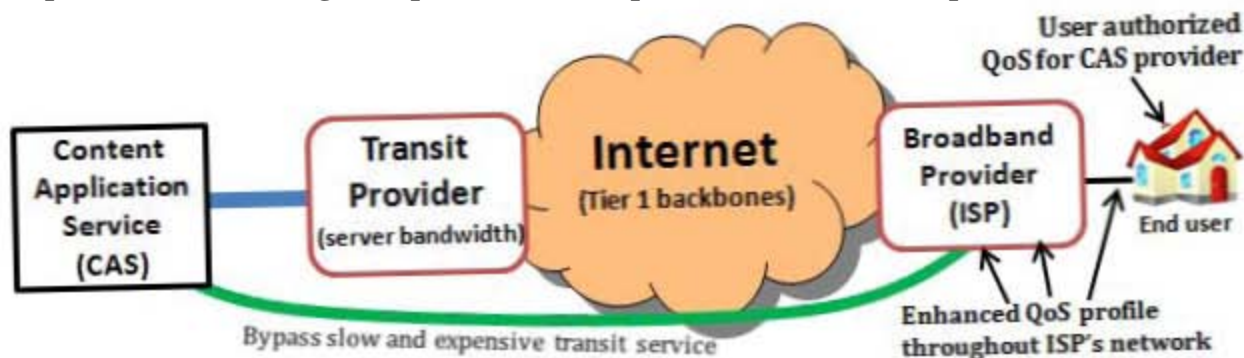 User authorized
QoS for CAS provider
Content
Application
Service
(CAS)
Transit
Provider
(server bandwidth)
Internet
(Tier 1 backbones)
Broadband
Provider
(ISP)
End user
Bypass slow and expensive transit service
Enhanced QoS profile
throughout ISP's network